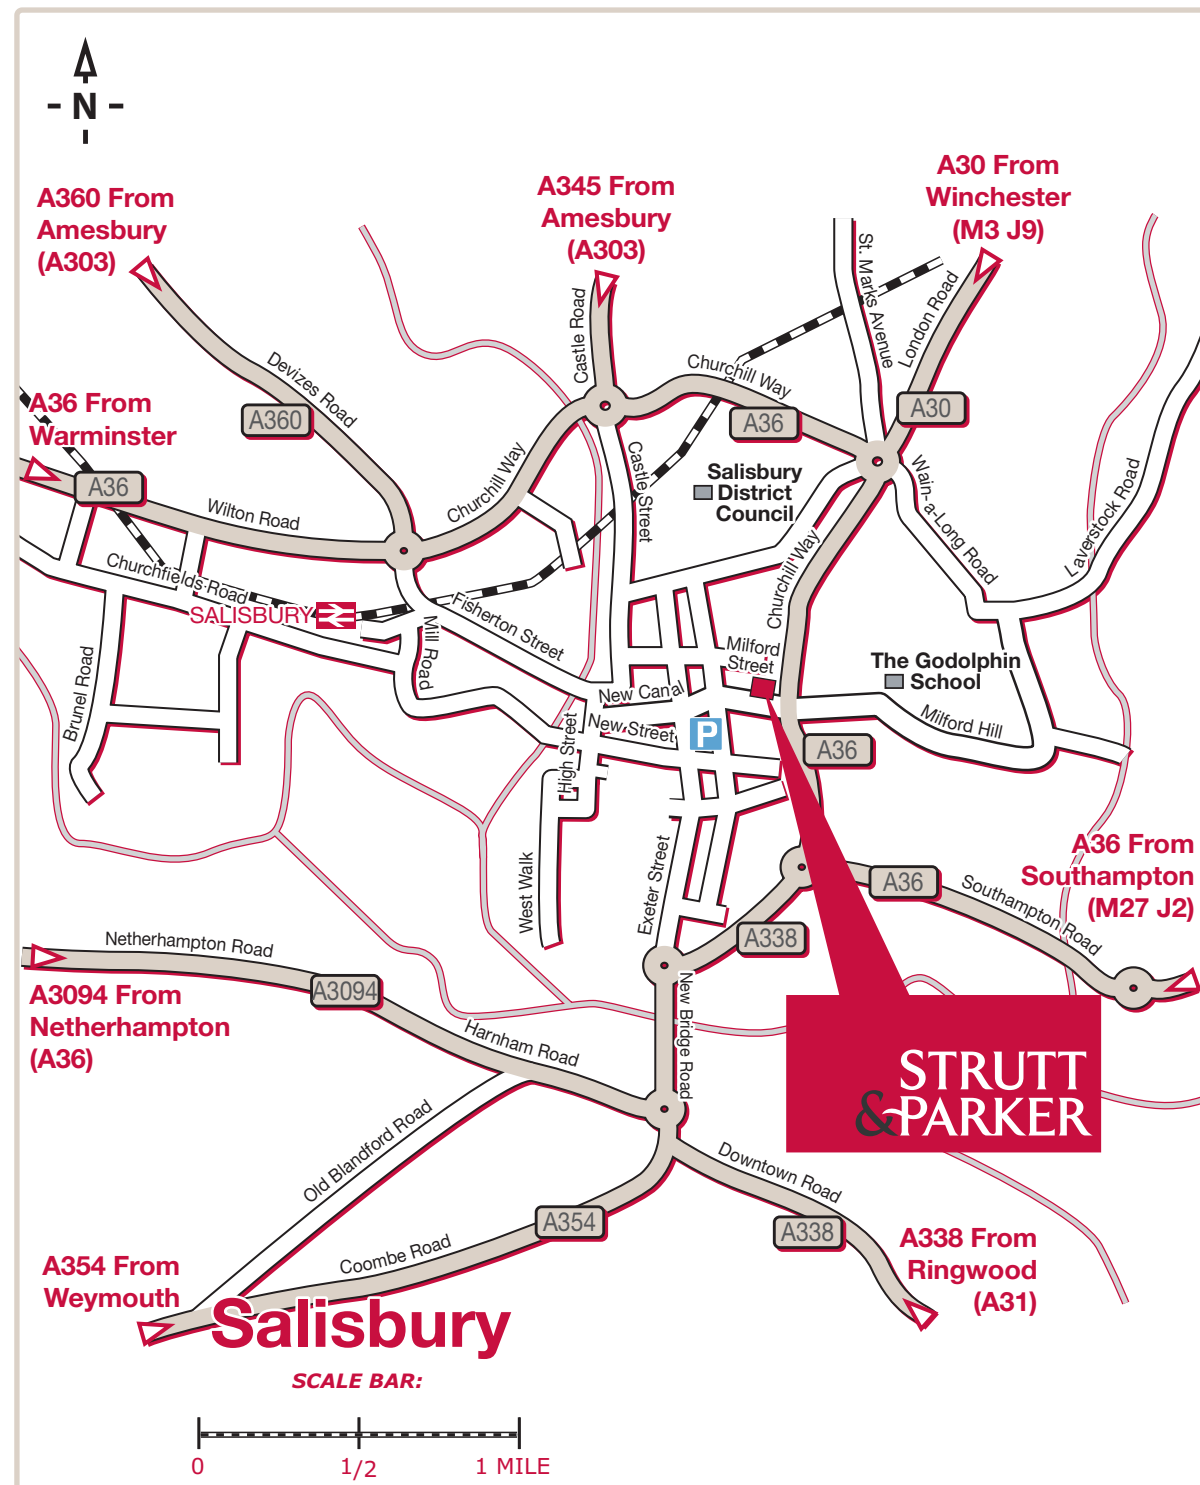 N
A360 From
Amesbury
(A303)
A345 From
Amesbury
(A303)
A30 From
Winchester
(M3 J9)
St. Marks Avenue
London Road
Castle Road
Churchill Way
Devizes Road
A36 From
Warminster
A360
A36
A30
A36
Wilton Road
Churchill Way
Castle Street
Salisbury
District
Council
Wain-a-Long Road
Laverstock Road
Churchfields Road
SALISBURY
Fisherton Street
Churchill Way
Mill Road
Milford
Street
The Godolphin
School
Brunel Road
New Canal
New Street
High Street
P
Milford Hill
A36
West Walk
Exeter Street
A36
Southampton Road
A36 From
Southampton
(M27 J2)
A338
Netherhampton Road
A3094
A3094 From
Netherhampton
(A36)
New Bridge Road
Harnham Road
STRUTT
&PARKER
Old Blandford Road
Downtown Road
A354
A338
Coombe Road
A338 From
Ringwood
(A31)
A354 From
Weymouth
Salisbury
SCALE BAR:
0 1/2 1 MILE